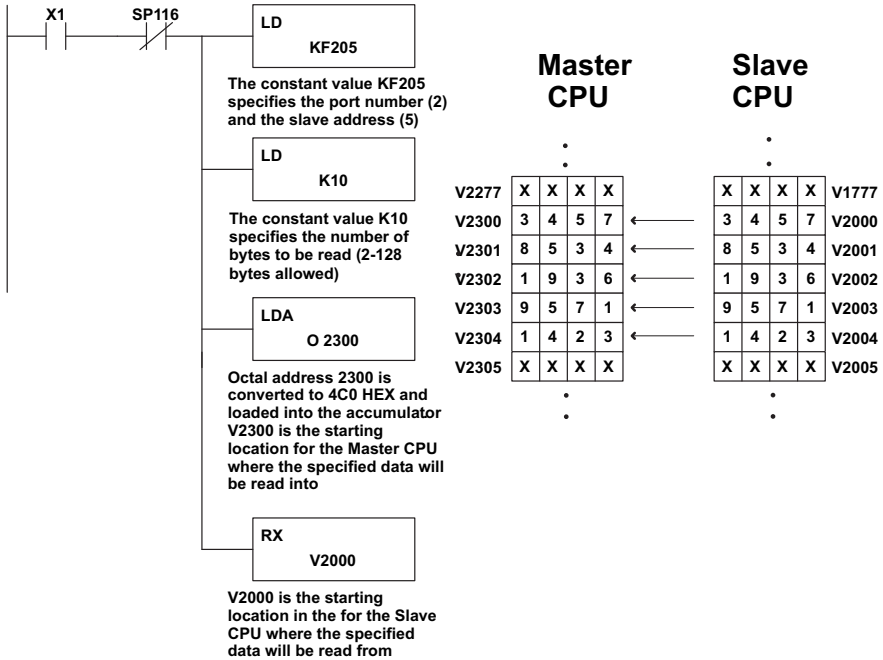 X1 SP116
LD
KF205
The constant value KF205
specifies the port number (2)
and the slave address (5)
LD
K10
The constant value K10
specifies the number of
bytes to be read (2-128
bytes allowed)
LDA
O 2300
Octal address 2300 is
converted to 4C0 HEX and
loaded into the accumulator
V2300 is the starting
location for the Master CPU
where the specified data will
be read into
RX
V2000
V2000 is the starting
location in the for the Slave
CPU where the specified
data will be read from
Master
CPU
Slave
CPU
V2277 X X X X X X X X V1777
V2300 3 4 5 7 3 4 5 7 V2000
V2301 8 5 3 4 8 5 3 4 V2001
V2302 1 9 3 6 1 9 3 6 V2002
V2303 9 5 7 1 9 5 7 1 V2003
V2304 1 4 2 3 1 4 2 3 V2004
V2305 X X X X X X X X V2005